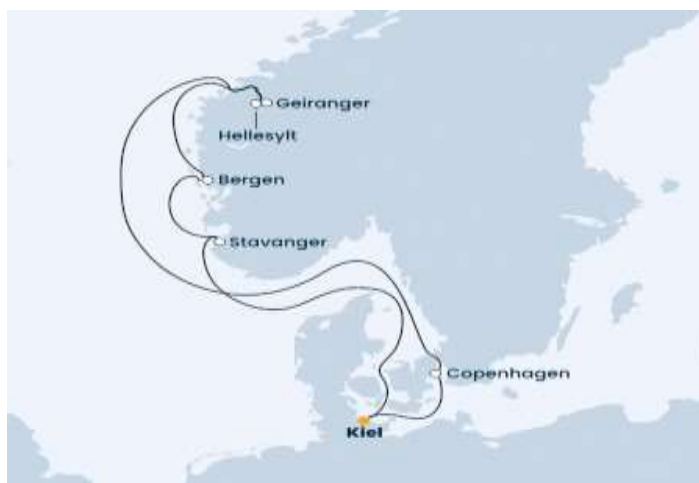 Geiranger
Hellesylt
Bergen
Stavanger
Copenhagen
Kiel